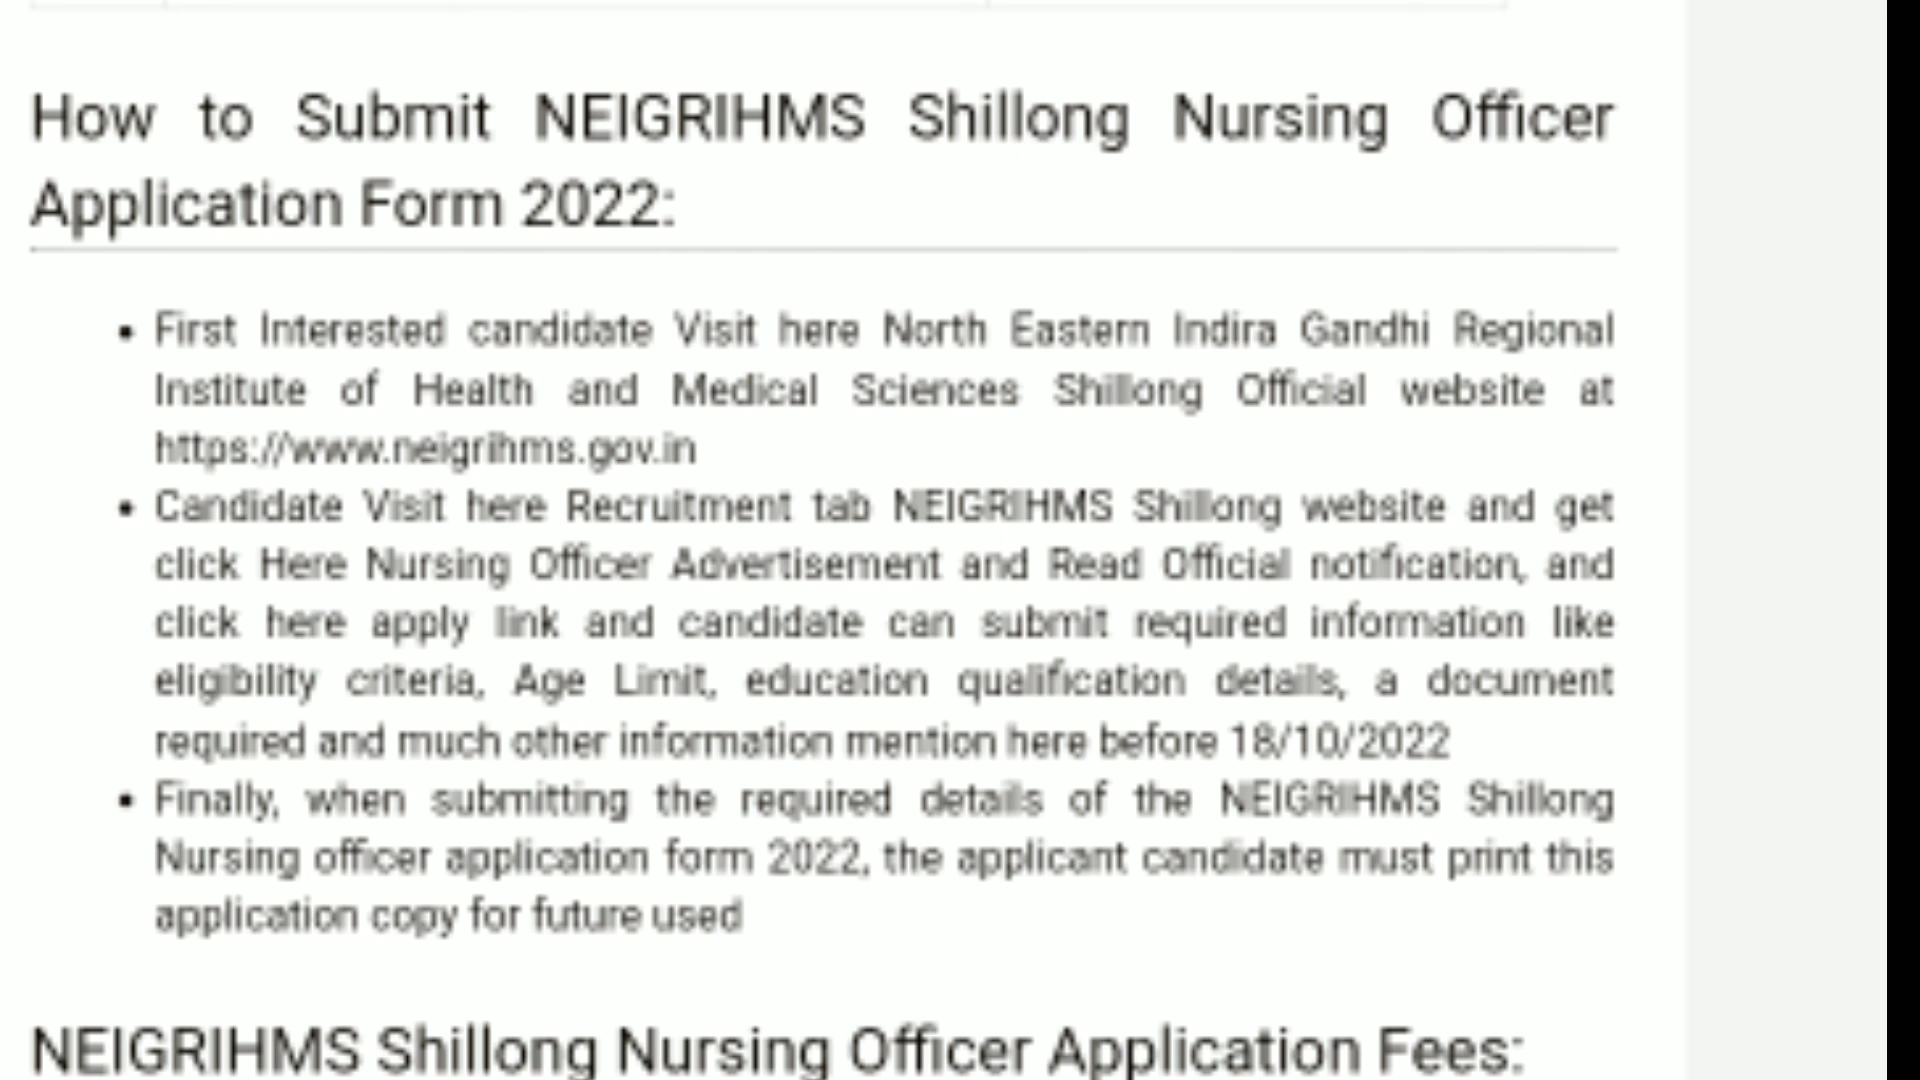 How to Submit NEIGRIHMS Shillong Nursing Officer
Application Form 2022:
• First Interested candidate Visit here North Eastern Indira Gandhi Regional
Institute of Health and Medical Sciences Shillong Official website at
https://www.neigrihms.gov.in
• Candidate Visit here Recruitment tab NEIGRIHMS Shillong website and get
click Here Nursing Officer Advertisement and Read Official notification, and
click here apply link and candidate can submit required information like
eligibility criteria, Age Limit, education qualification details, a document
required and much other information mention here before 18/10/2022
• Finally, when submitting the required details of the NEIGRIHMS Shillong
Nursing officer application form 2022, the applicant candidate must print this
application copy for future used
NEIGRIHMS Shillong Nursing Officer Application Fees: